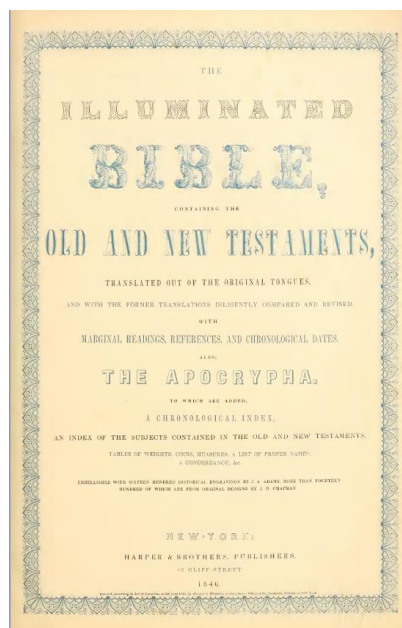 THE
ILLUMINATED
BIBLE,
CONTAINING THE
OLD AND NEW TESTAMENTS,
TRANSLATED OUT OF THE ORIGINAL TONGUES,
AND WITH THE FORMER TRANSLATIONS DILIGENTLY COMPARED AND REVISED.
WITH
MARGINAL READINGS, REFERENCES, AND CHRONOLOGICAL DATES.
ALSO,
THE APOCRYPHA.
TO WHICH ARE ADDED,
A CHRONOLOGICAL INDEX,
AN INDEX OF THE SUBJECTS CONTAINED IN THE OLD AND NEW TESTAMENTS,
TABLES OF WEIGHTS, COINS, MEASURES, A LIST OF PROPER NAMES,
A CONCORDANCE, &c.
EMBELLISHED WITH SIXTEEN HUNDRED HISTORICAL ENGRAVINGS BY J. A. ADAMS, MORE THAN FOURTEEN
HUNDRED OF WHICH ARE FROM ORIGINAL DESIGNS BY J. G. CHAPMAN
NEW-YORK:
HARPER & BROTHERS, PUBLISHERS,
CLIFF-STREET
1846.